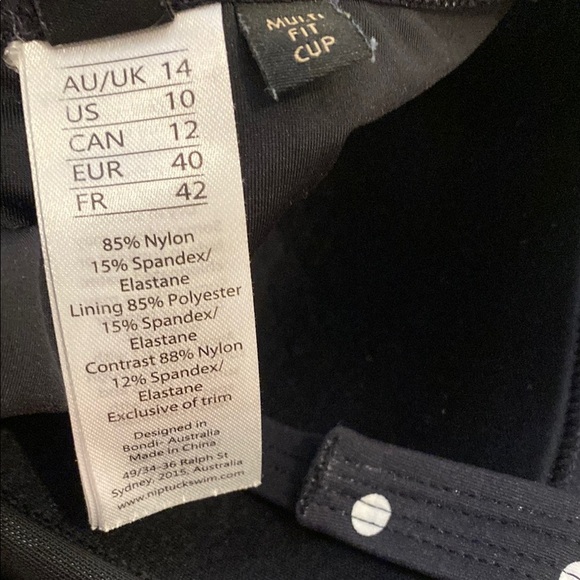 MULTI
FIT
CUP
AU/UK 14
US 10
CAN 12
EUR 40
FR 42
85% Nylon
15% Spandex/
Elastane
Lining 85% Polyester
15% Spandex/
Elastane
Contrast 88% Nylon
12% Spandex/
Elastane
Exclusive of trim
Designed in
Bondi- Australia
Made in China
49/34-36 Ralph St
Sydney, 2015, Australia
www.niptuckswim.com